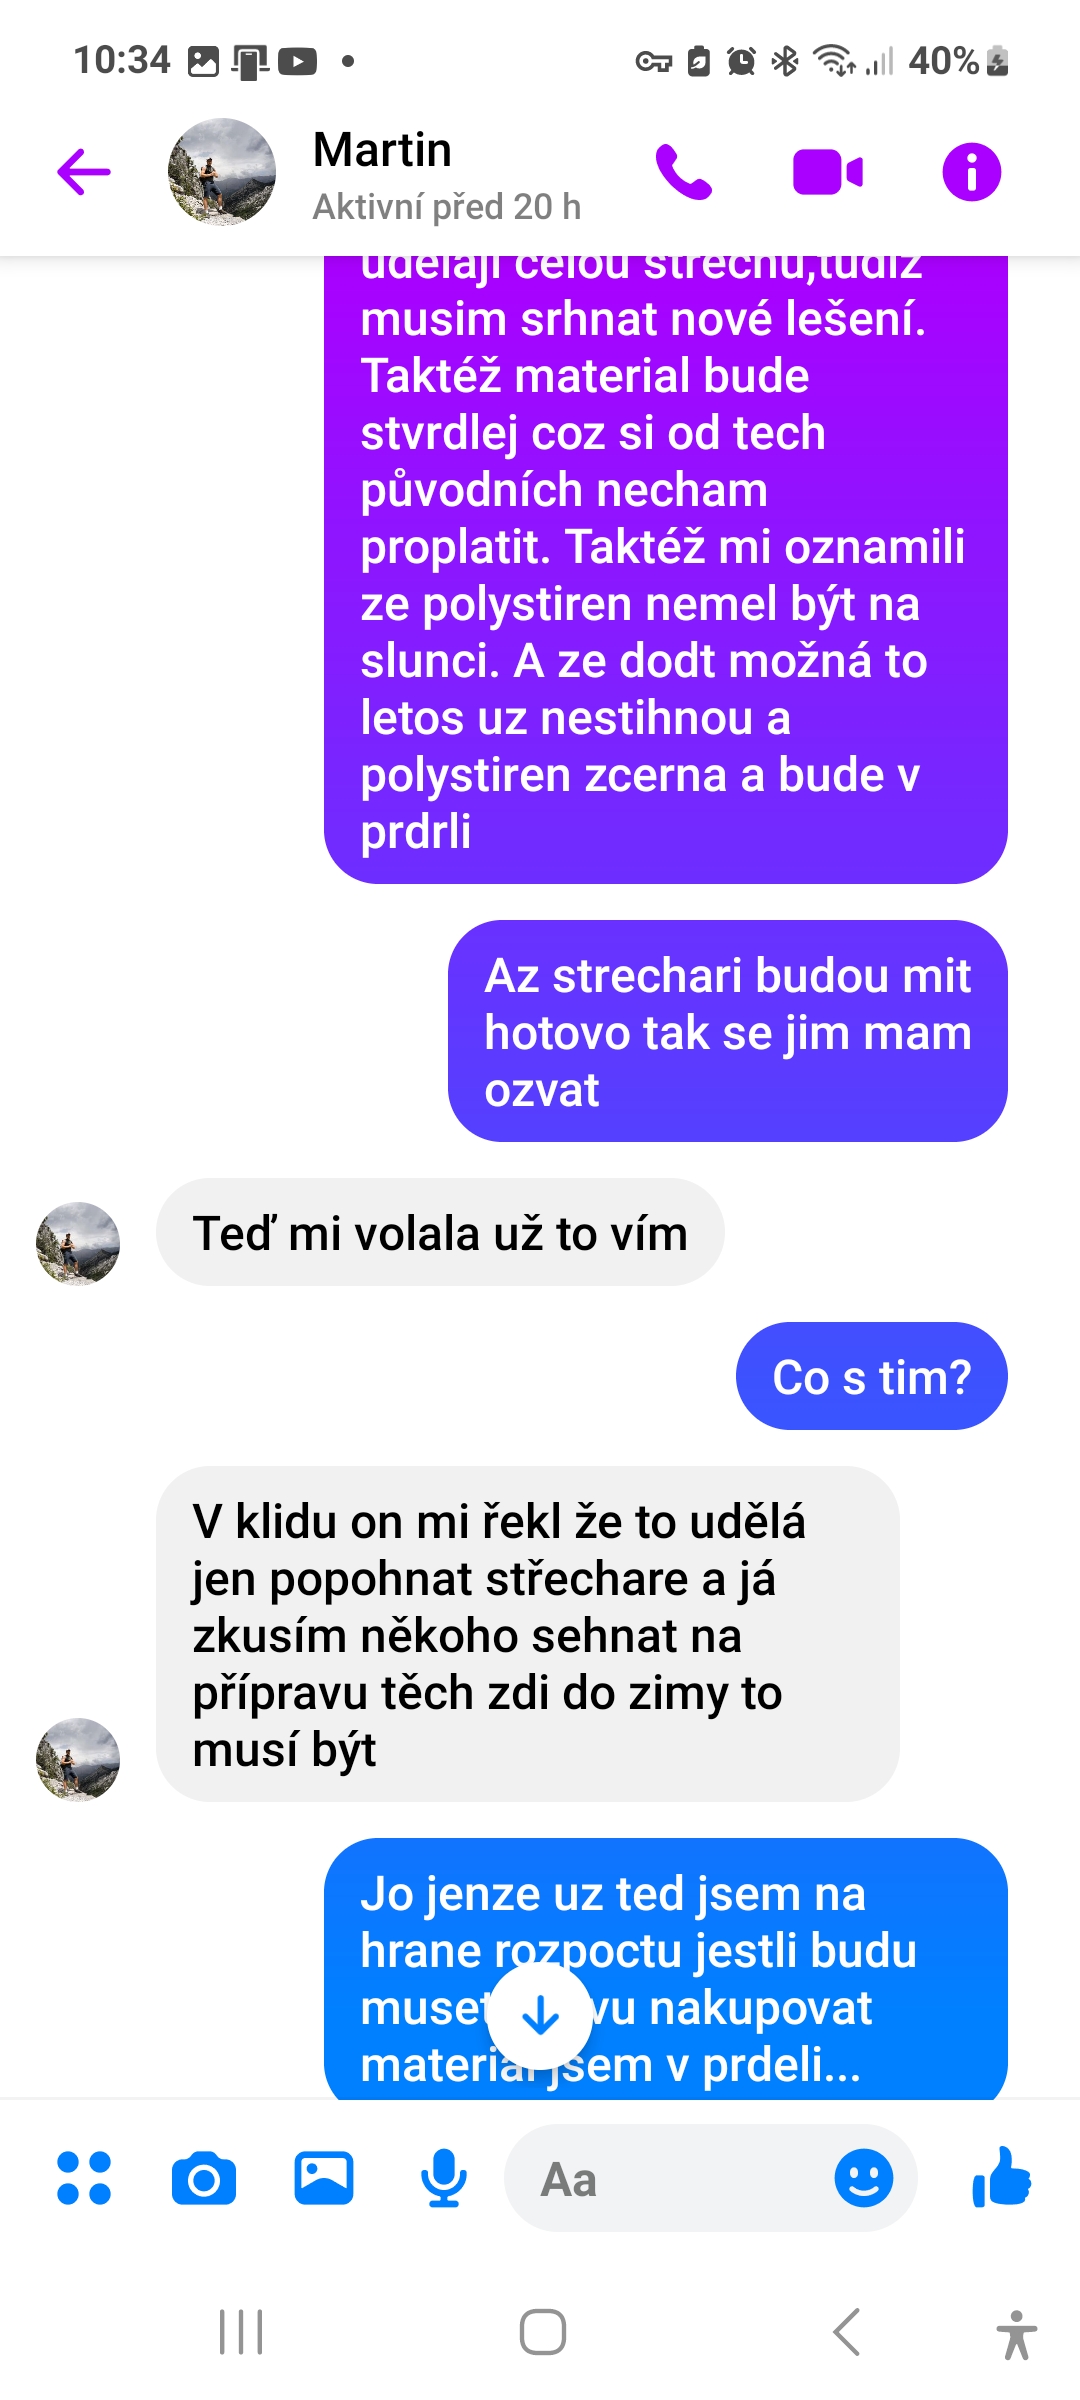 10:34
40%
Martin
Aktivní před 20 h
udelaji celou strechu,tudiz
musim srhnat nové lešení.
Taktéž material bude
stvrdlej coz si od tech
původních necham
proplatit. Taktéž mi oznamili
ze polystiren nemel být na
slunci. A ze dodt možná to
letos uz nestihnou a
polystiren zcerna a bude v
prdrli
Az strechari budou mit
hotovo tak se jim mam
ozvat
Teď mi volala už to vím
Co s tim?
V klidu on mi řekl že to udělá
jen popohnat střechare a já
zkusím někoho sehnat na
přípravu těch zdi do zimy to
musí být
Jo jenze uz ted jsem na
hrane rozpoctu jestli budu
nakupovat
material jsem v prdeli...
Aa